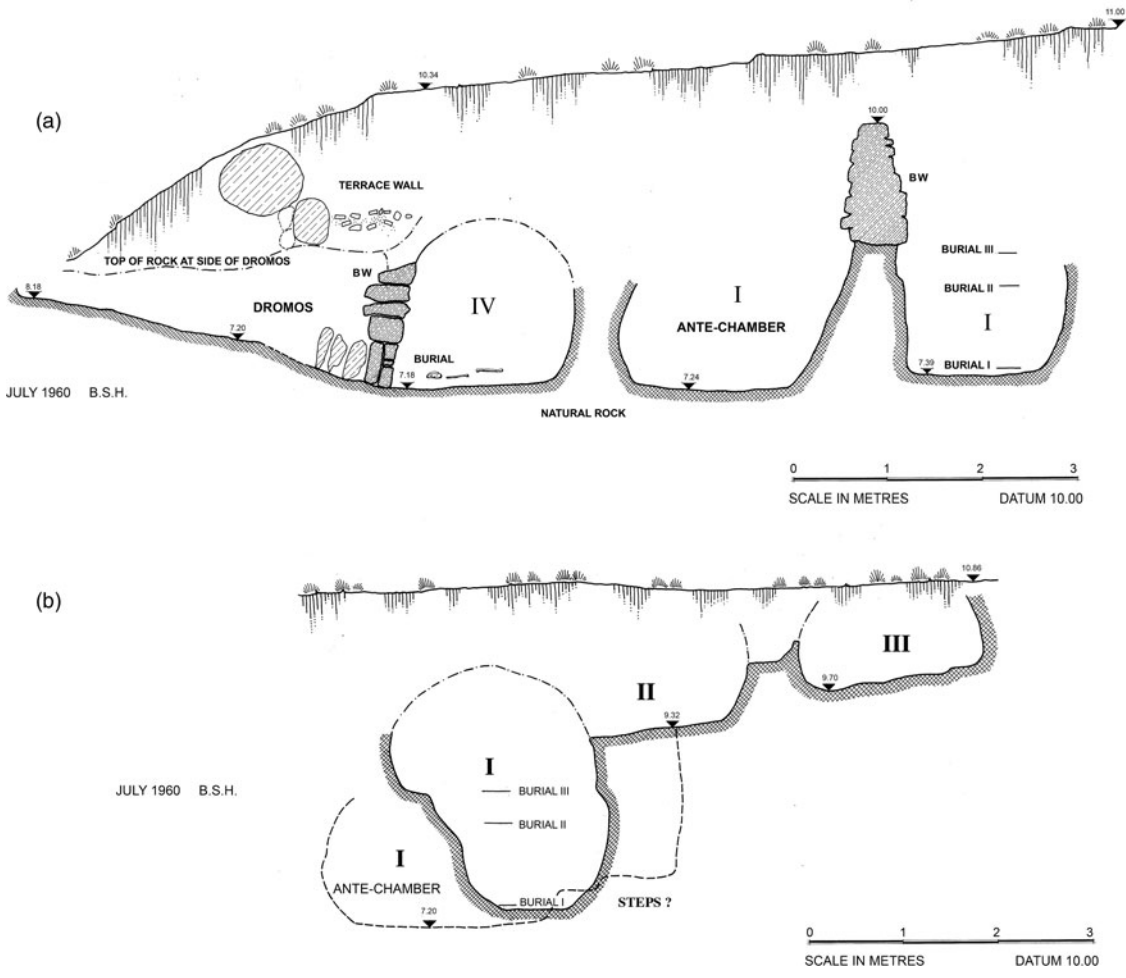 (a)
11.00
10.34
10.00
TERRACE WALL
BW
TOP OF ROCK AT SIDE OF DROMOS
BW
BURIAL III
8.18
DROMOS
IV
I
ANTE-CHAMBER
BURIAL II
I
7.20
BURIAL
7.18
7.24
7.39
BURIAL I
JULY 1960 B.S.H.
NATURAL ROCK
0 1 2 3
SCALE IN METRES DATUM 10.00
(b)
10.86
III
II
9.70
9.32
I
JULY 1960 B.S.H.
BURIAL III
BURIAL II
I
ANTE-CHAMBER
BURIAL I
STEPS ?
7.20
0 1 2 3
SCALE IN METRES DATUM 10.00